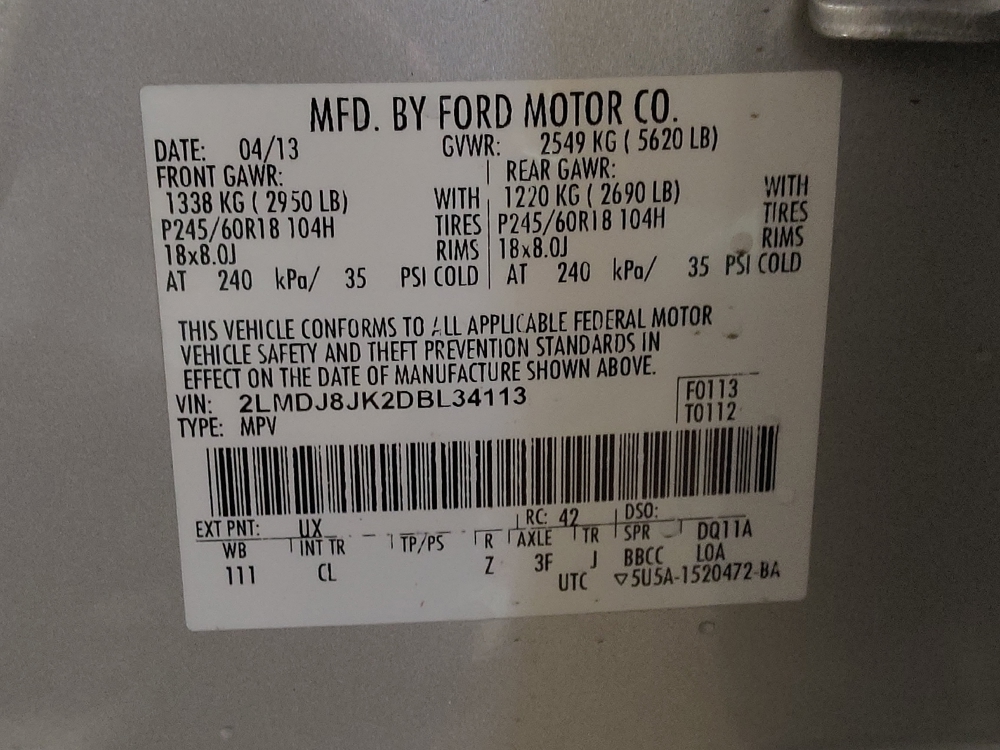 MFD. BY FORD MOTOR CO.
DATE: 04/13 GVWR: 2549 KG ( 5620 LB)
FRONT GAWR: REAR GAWR:
1338 KG ( 2950 LB) WITH 1220 KG ( 2690 LB) WITH
P245/60R18 104H TIRES P245/60R18 104H TIRES
18x8.0J RIMS 18x8.0J RIMS
AT 240 kPa/ 35 PSI COLD AT 240 kPa/ 35 PSI COLD
THIS VEHICLE CONFORMS TO ALL APPLICABLE FEDERAL MOTOR
VEHICLE SAFETY AND THEFT PREVENTION STANDARDS IN
EFFECT ON THE DATE OF MANUFACTURE SHOWN ABOVE.
VIN: 2LMDJ8JK2DBL34113 F0113
TYPE: MPV T0112
EXT PNT: UX RC: 42 DSO:
WB INT TR TP/PS R AXLE TR SPR DQ11A
111 CL Z 3F J BBCC LOA
UTC ▽5U5A-1520472-BA